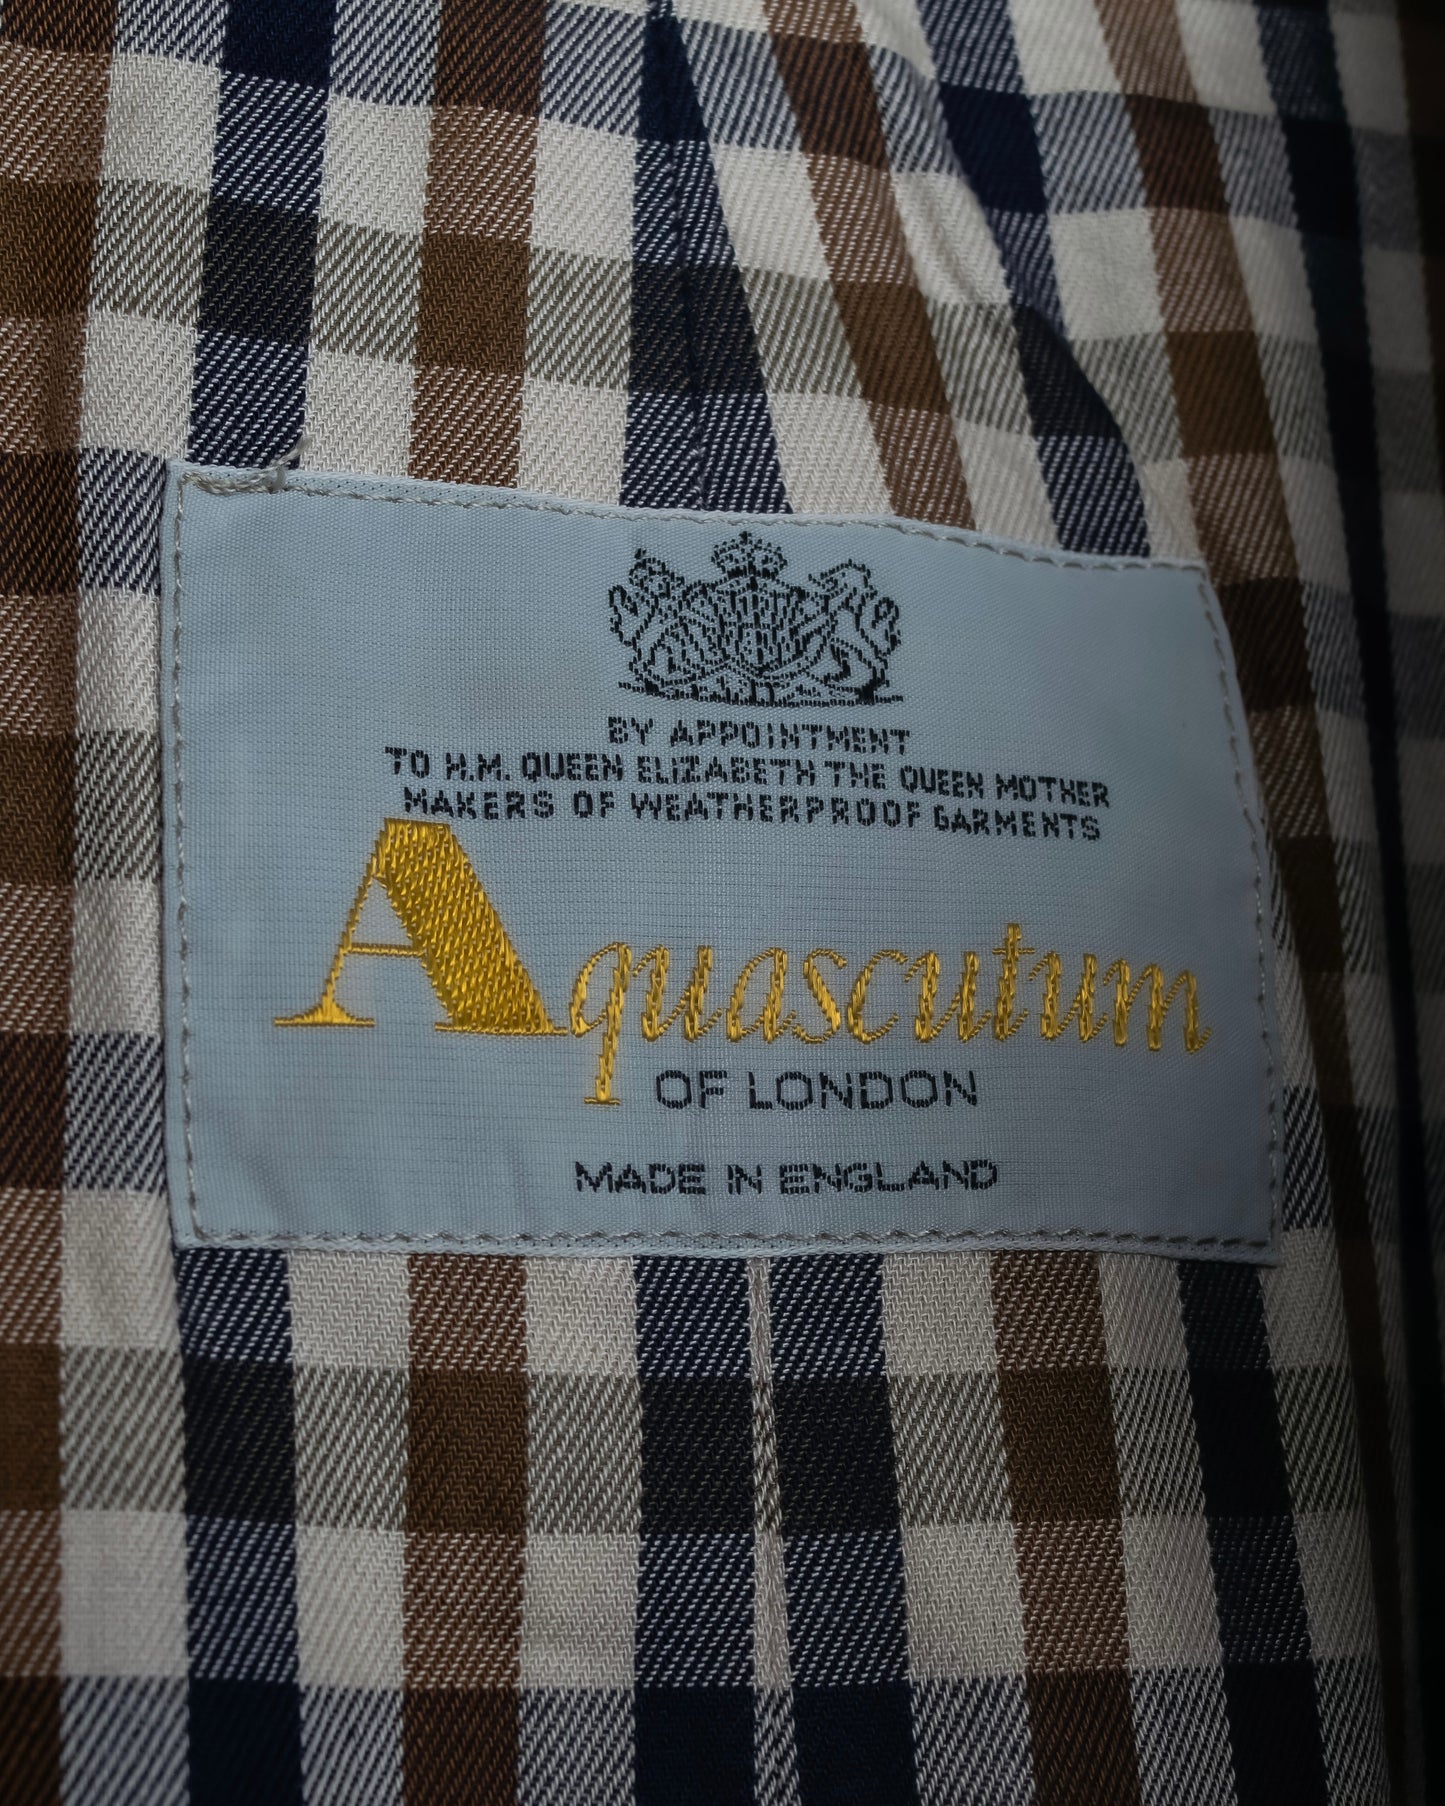 BY APPOINTMENT
TO H.M. QUEEN ELIZABETH THE QUEEN MOTHER
MAKERS OF WEATHERPROOF GARMENTS
Aquascutum
OF LONDON
MADE IN ENGLAND